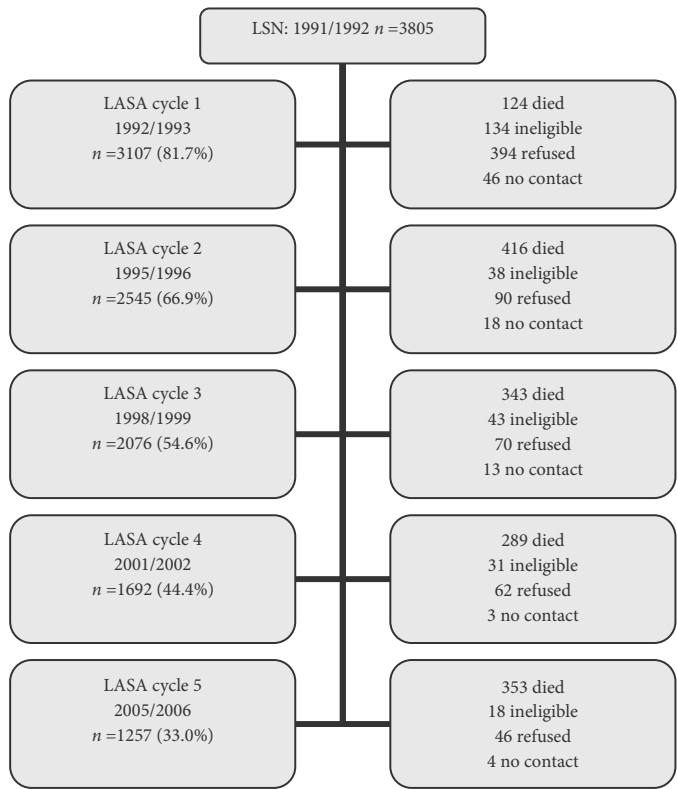 LSN: 1991/1992 n =3805
LASA cycle 1
1992/1993
n =3107 (81.7%)
124 died
134 ineligible
394 refused
46 no contact
LASA cycle 2
1995/1996
n =2545 (66.9%)
416 died
38 ineligible
90 refused
18 no contact
LASA cycle 3
1998/1999
n =2076 (54.6%)
343 died
43 ineligible
70 refused
13 no contact
LASA cycle 4
2001/2002
n =1692 (44.4%)
289 died
31 ineligible
62 refused
3 no contact
LASA cycle 5
2005/2006
n =1257 (33.0%)
353 died
18 ineligible
46 refused
4 no contact